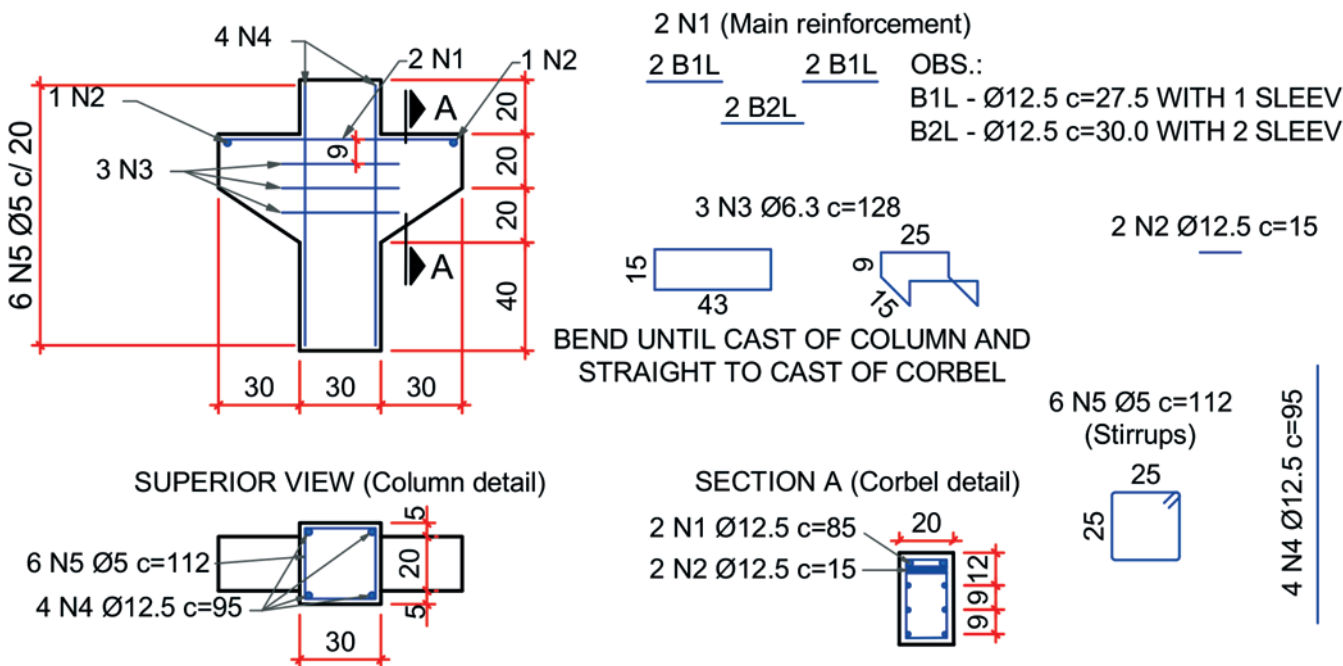 2 N1 (Main reinforcement)
4 N4
2 N1
1 N2
2 B1L
2 B1L
OBS.:
1 N2
A
20
2 B2L
B1L - Ø12.5 c=27.5 WITH 1 SLEEV
B2L - Ø12.5 c=30.0 WITH 2 SLEEV
6 N5 Ø5 c/ 20
3 N3
9
20
20
A
40
30
30
30
3 N3 Ø6.3 c=128
15
43
25
9
15
2 N2 Ø12.5 c=15
BEND UNTIL CAST OF COLUMN AND
STRAIGHT TO CAST OF CORBEL
6 N5 Ø5 c=112
(Stirrups)
25
25
4 N4 Ø12.5 c=95
SUPERIOR VIEW (Column detail)
6 N5 Ø5 c=112
4 N4 Ø12.5 c=95
5
20
5
30
SECTION A (Corbel detail)
2 N1 Ø12.5 c=85
2 N2 Ø12.5 c=15
20
12
9
9